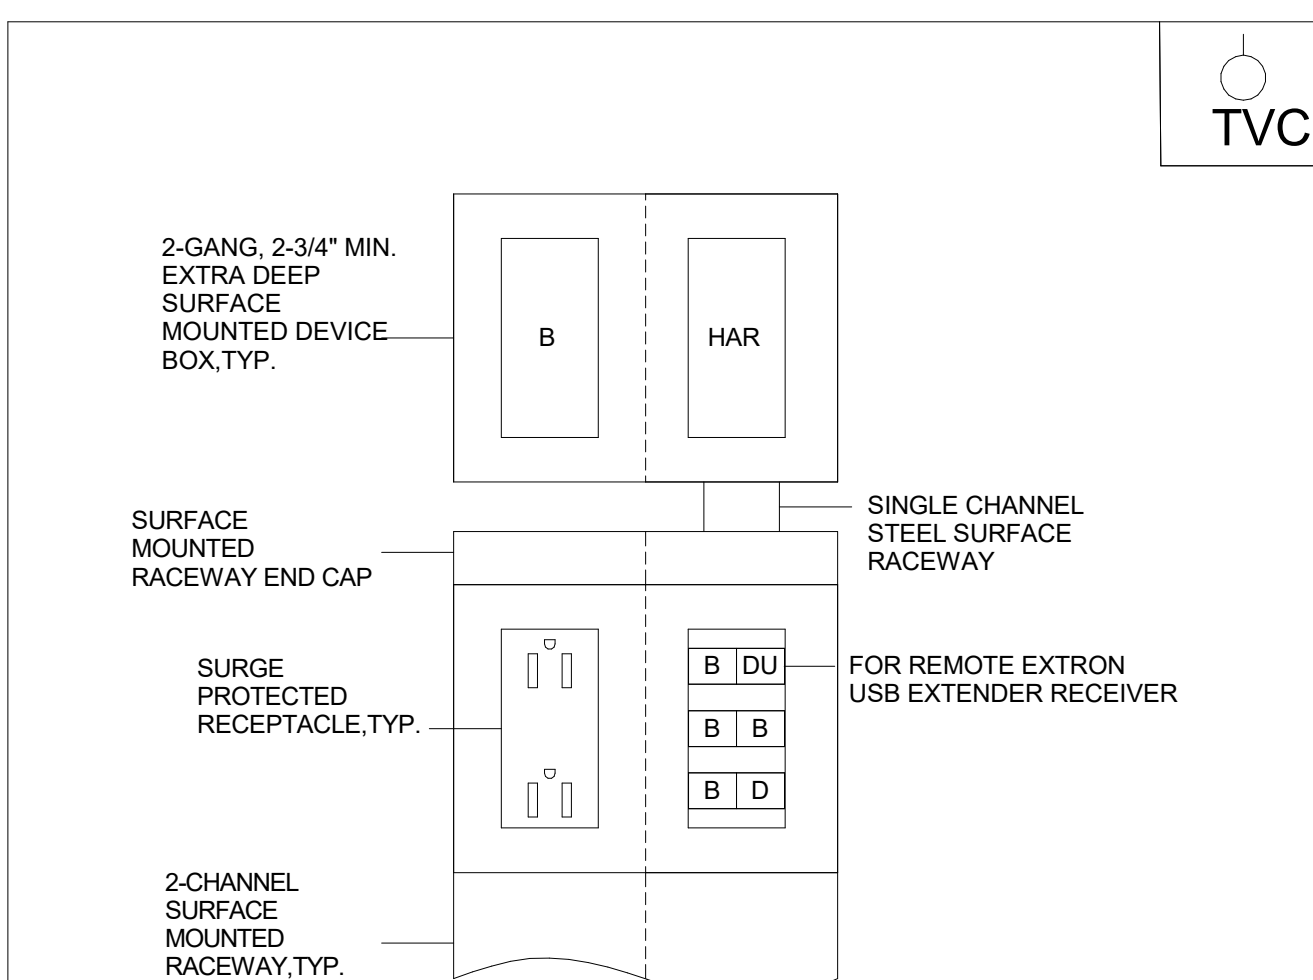 TVC
2-GANG, 2-3/4" MIN.
EXTRA DEEP
SURFACE
MOUNTED DEVICE
BOX,TYP.
B
HAR
SINGLE CHANNEL
STEEL SURFACE
RACEWAY
SURFACE
MOUNTED
RACEWAY END CAP
SURGE
PROTECTED
RECEPTACLE,TYP.
B DU
B B
B D
FOR REMOTE EXTRON
USB EXTENDER RECEIVER
2-CHANNEL
SURFACE
MOUNTED
RACEWAY,TYP.